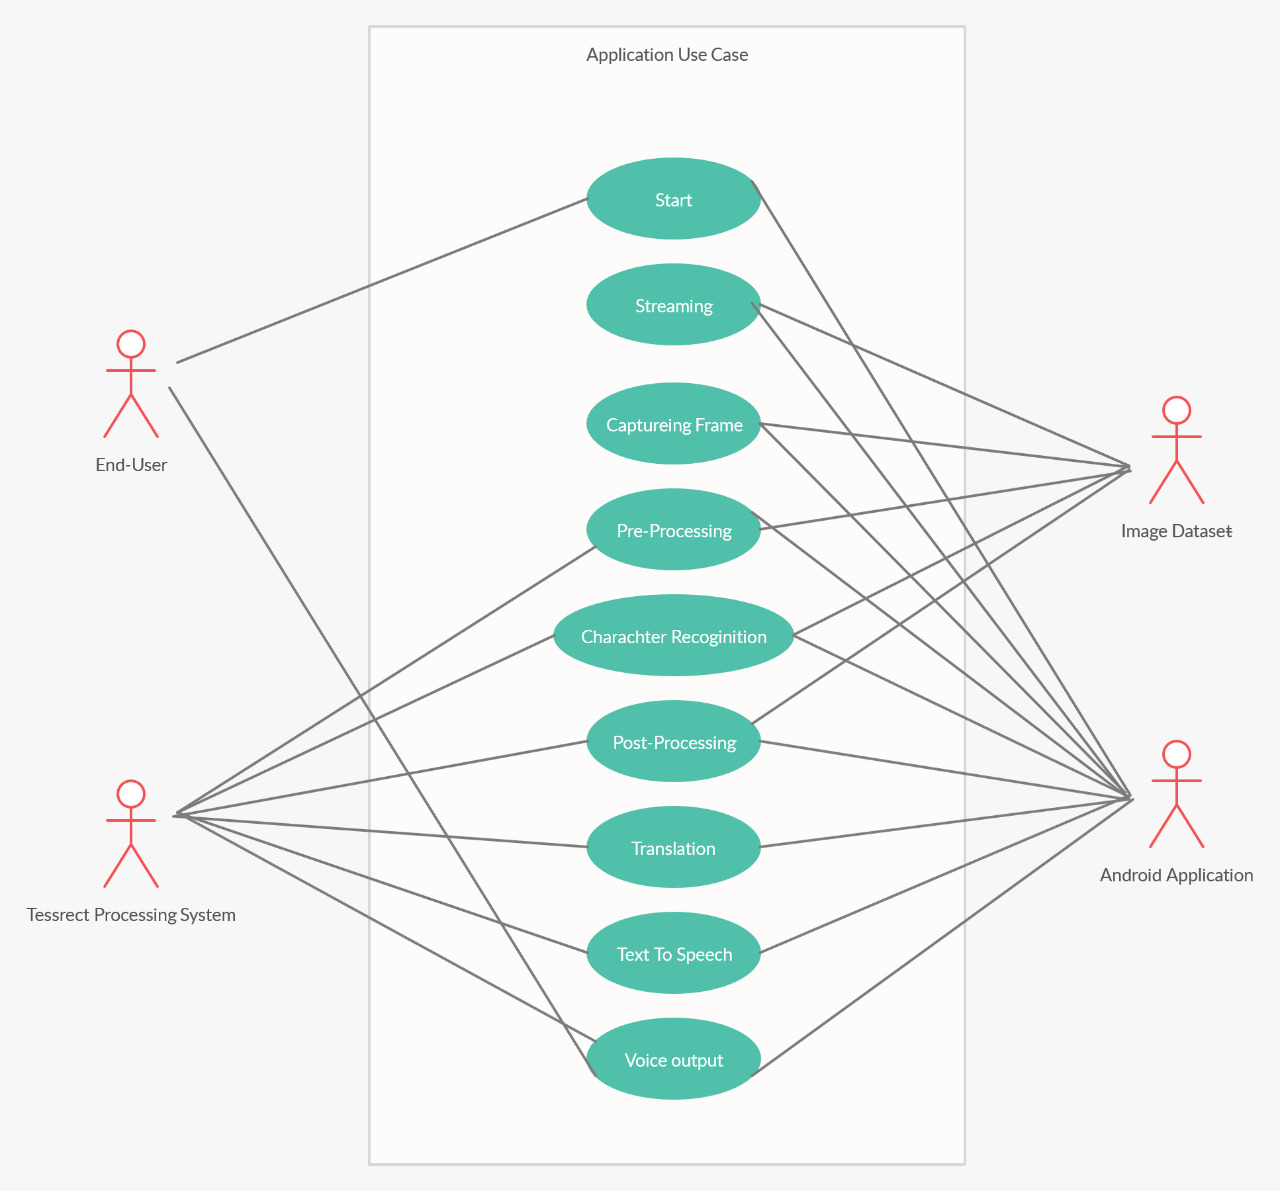 Application Use Case
Start
Streaming
End-User
Captureing Frame
Pre-Processing
Image Dataset
Charachter Recoginition
Post-Processing
Translation
Android Application
Tessrect Processing System
Text To Speech
Voice output